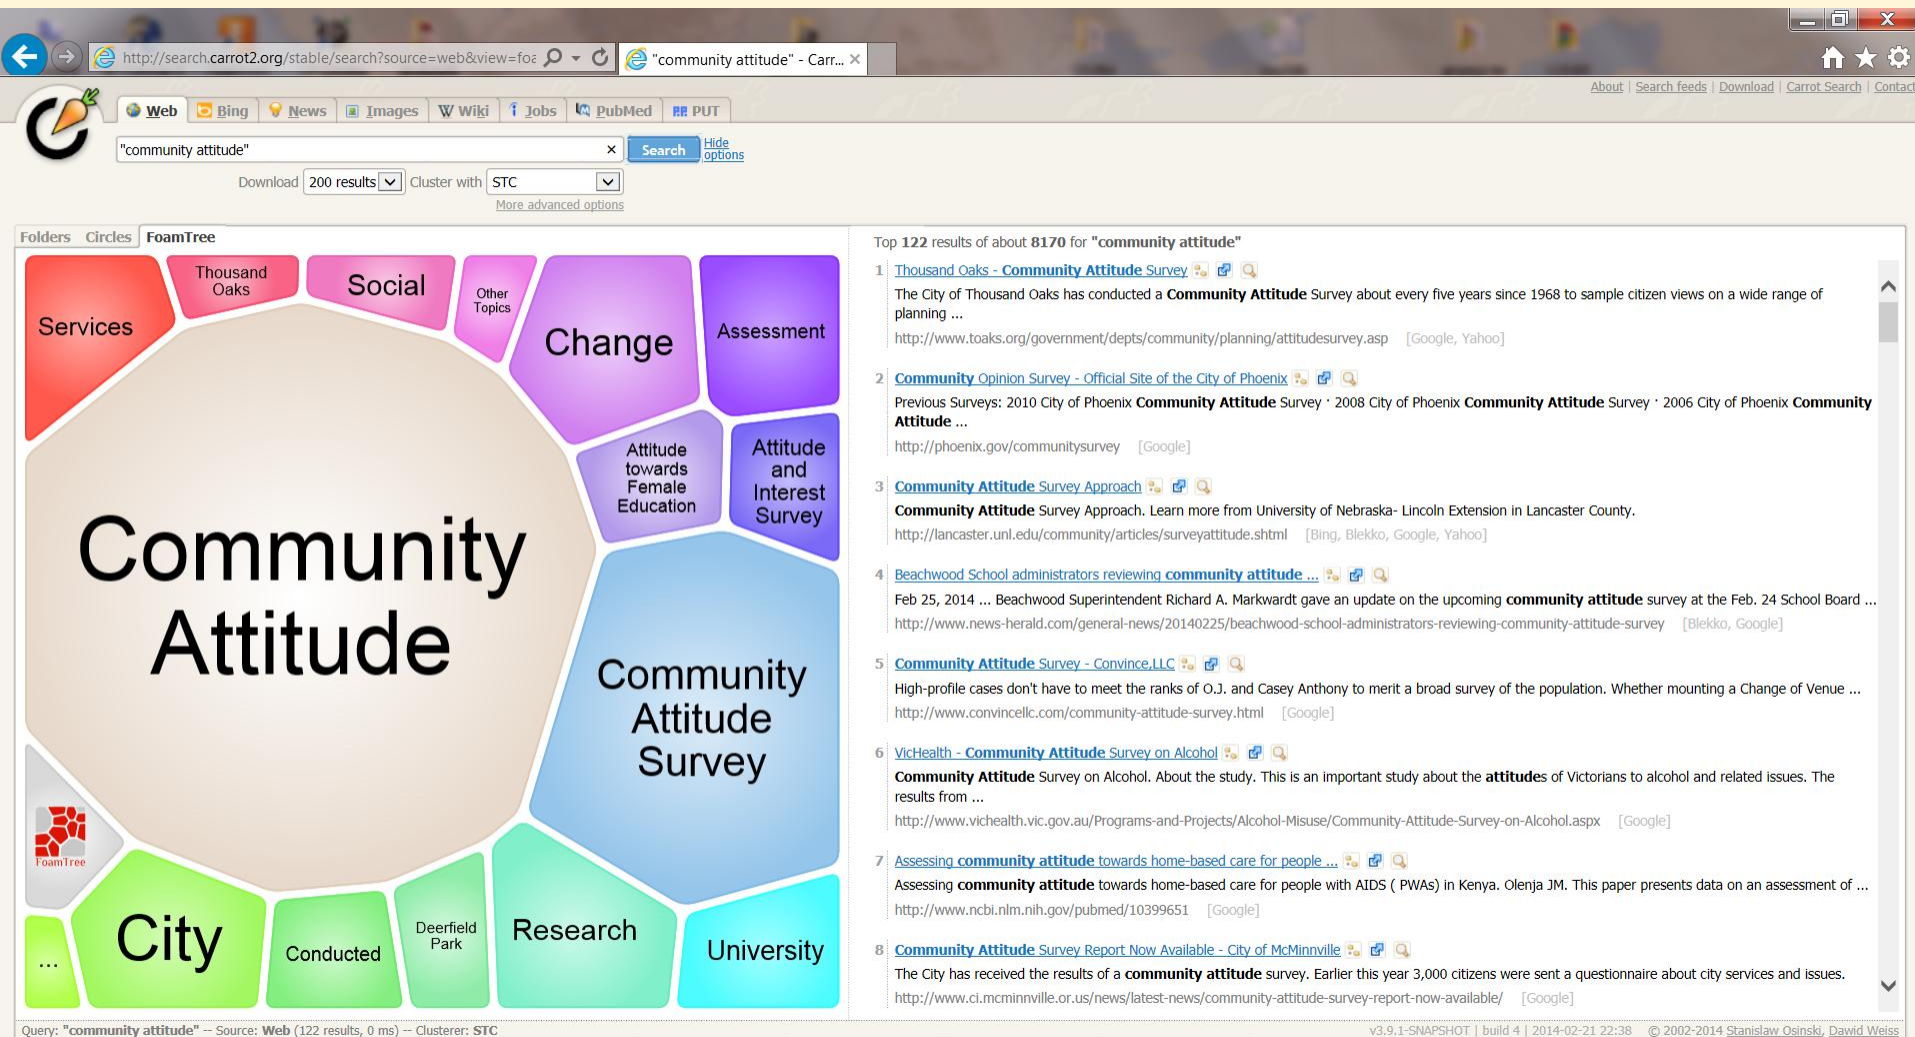 http://search.carrot2.org/stable/search?source=web&view=foa
"community attitude" - Carr...
About | Search feeds | Download | Carrot Search | Contact
Web Bing News Images Wiki Jobs PubMed PUT
"community attitude"
Search
Hide options
Download 200 results Cluster with STC
More advanced options
Folders Circles FoamTree
Services
Thousand
Oaks
Social
Other
Topics
Change
Assessment
Attitude
towards
Female
Education
Attitude
and
Interest
Survey
Community
Attitude
Community
Attitude
Survey
FoamTree
...
City
Conducted
Deerfield
Park
Research
University
Top 122 results of about 8170 for "community attitude"
1 Thousand Oaks - Community Attitude Survey
The City of Thousand Oaks has conducted a Community Attitude Survey about every five years since 1968 to sample citizen views on a wide range of
planning ...
http://www.toaks.org/government/depts/community/planning/attitudesurvey.asp [Google, Yahoo]
2 Community Opinion Survey - Official Site of the City of Phoenix
Previous Surveys: 2010 City of Phoenix Community Attitude Survey · 2008 City of Phoenix Community Attitude Survey · 2006 City of Phoenix Community
Attitude ...
http://phoenix.gov/communitysurvey [Google]
3 Community Attitude Survey Approach
Community Attitude Survey Approach. Learn more from University of Nebraska- Lincoln Extension in Lancaster County.
http://lancaster.unl.edu/community/articles/surveyattitude.shtml [Bing, Blekko, Google, Yahoo]
4 Beachwood School administrators reviewing community attitude ...
Feb 25, 2014 ... Beachwood Superintendent Richard A. Markwardt gave an update on the upcoming community attitude survey at the Feb. 24 School Board ...
http://www.news-herald.com/general-news/20140225/beachwood-school-administrators-reviewing-community-attitude-survey [Blekko, Google]
5 Community Attitude Survey - Convince,LLC
High-profile cases don't have to meet the ranks of O.J. and Casey Anthony to merit a broad survey of the population. Whether mounting a Change of Venue ...
http://www.convincellc.com/community-attitude-survey.html [Google]
6 VicHealth - Community Attitude Survey on Alcohol
Community Attitude Survey on Alcohol. About the study. This is an important study about the attitudes of Victorians to alcohol and related issues. The
results from ...
http://www.vichealth.vic.gov.au/Programs-and-Projects/Alcohol-Misuse/Community-Attitude-Survey-on-Alcohol.aspx [Google]
7 Assessing community attitude towards home-based care for people ...
Assessing community attitude towards home-based care for people with AIDS ( PWAs) in Kenya. Olenja JM. This paper presents data on an assessment of ...
http://www.ncbi.nlm.nih.gov/pubmed/10399651 [Google]
8 Community Attitude Survey Report Now Available - City of McMinnville
The City has received the results of a community attitude survey. Earlier this year 3,000 citizens were sent a questionnaire about city services and issues.
http://www.ci.mcminnville.or.us/news/latest-news/community-attitude-survey-report-now-available/ [Google]
Query: "community attitude" -- Source: Web (122 results, 0 ms) -- Clusterer: STC
v3.9.1-SNAPSHOT | build 4 | 2014-02-21 22:38 © 2002-2014 Stanislaw Osinski, Dawid Weiss